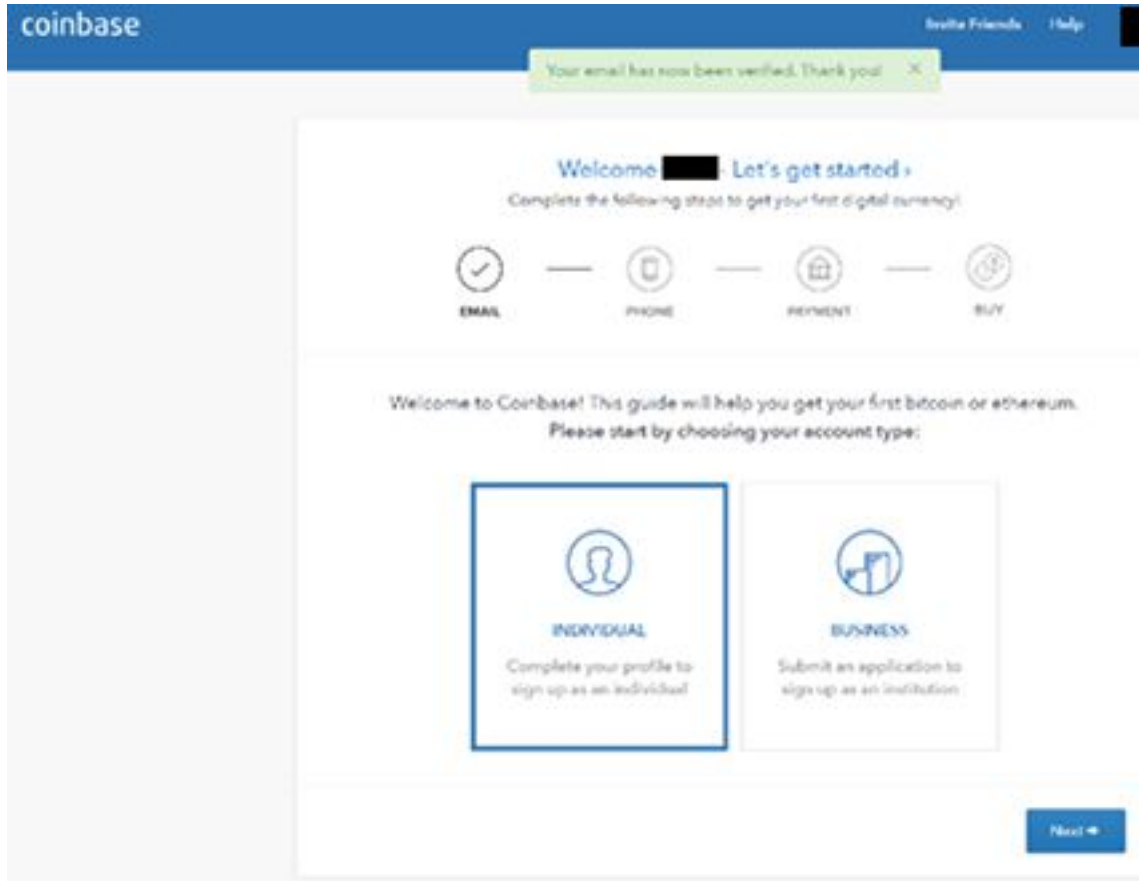 coinbase
Invite Friends Help
Your email has now been verified. Thank you! ×
Welcome - Let's get started ›
Complete the following steps to get your first digital currency!
EMAIL PHONE PAYMENT BUY
Welcome to Coinbase! This guide will help you get your first bitcoin or ethereum.
Please start by choosing your account type:
INDIVIDUAL
Complete your profile to
sign up as an individual
BUSINESS
Submit an application to
sign up as an institution
Next